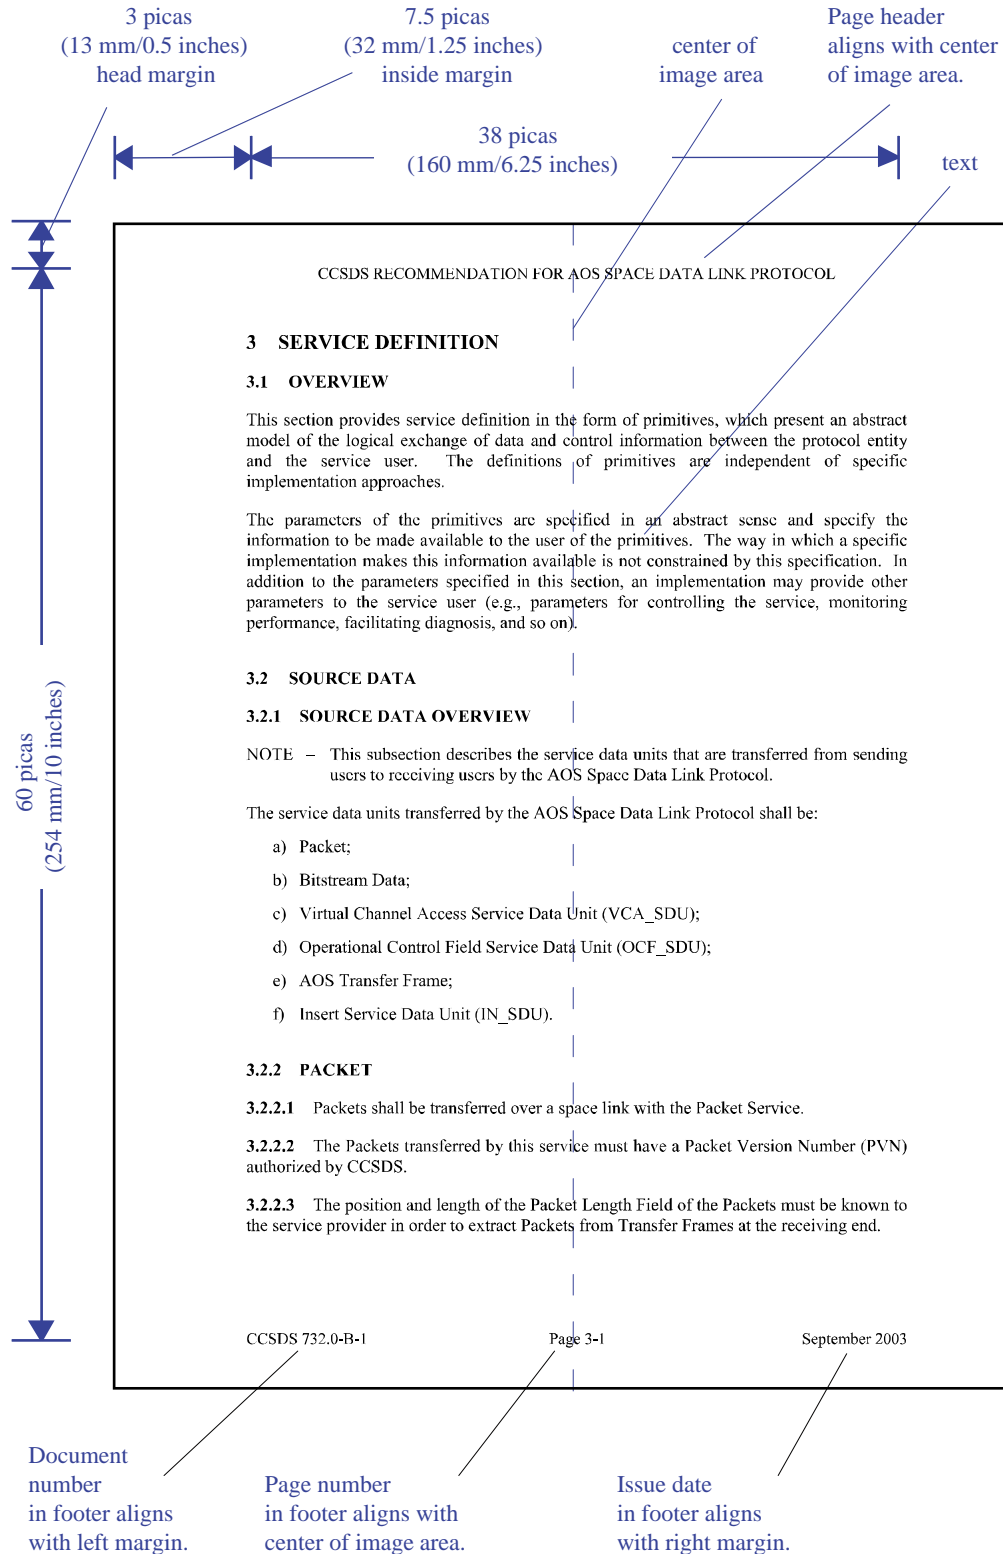 3 picas
(13 mm/0.5 inches)
head margin
7.5 picas
(32 mm/1.25 inches)
inside margin
center of
image area
Page header
aligns with center
of image area.
38 picas
(160 mm/6.25 inches)
text
CCSDS RECOMMENDATION FOR AOS SPACE DATA LINK PROTOCOL
3 SERVICE DEFINITION
3.1 OVERVIEW
This section provides service definition in the form of primitives, which present an abstract
model of the logical exchange of data and control information between the protocol entity
and the service user. The definitions of primitives are independent of specific
implementation approaches.
The parameters of the primitives are specified in an abstract sense and specify the
information to be made available to the user of the primitives. The way in which a specific
implementation makes this information available is not constrained by this specification. In
addition to the parameters specified in this section, an implementation may provide other
parameters to the service user (e.g., parameters for controlling the service, monitoring
performance, facilitating diagnosis, and so on).
3.2 SOURCE DATA
3.2.1 SOURCE DATA OVERVIEW
NOTE – This subsection describes the service data units that are transferred from sending
users to receiving users by the AOS Space Data Link Protocol.
The service data units transferred by the AOS Space Data Link Protocol shall be:
a) Packet;
b) Bitstream Data;
c) Virtual Channel Access Service Data Unit (VCA_SDU);
d) Operational Control Field Service Data Unit (OCF_SDU);
e) AOS Transfer Frame;
f) Insert Service Data Unit (IN_SDU).
3.2.2 PACKET
3.2.2.1 Packets shall be transferred over a space link with the Packet Service.
3.2.2.2 The Packets transferred by this service must have a Packet Version Number (PVN)
authorized by CCSDS.
3.2.2.3 The position and length of the Packet Length Field of the Packets must be known to
the service provider in order to extract Packets from Transfer Frames at the receiving end.
60 picas
(254 mm/10 inches)
CCSDS 732.0-B-1 Page 3-1 September 2003
Document
number
in footer aligns
with left margin.
Page number
in footer aligns with
center of image area.
Issue date
in footer aligns
with right margin.